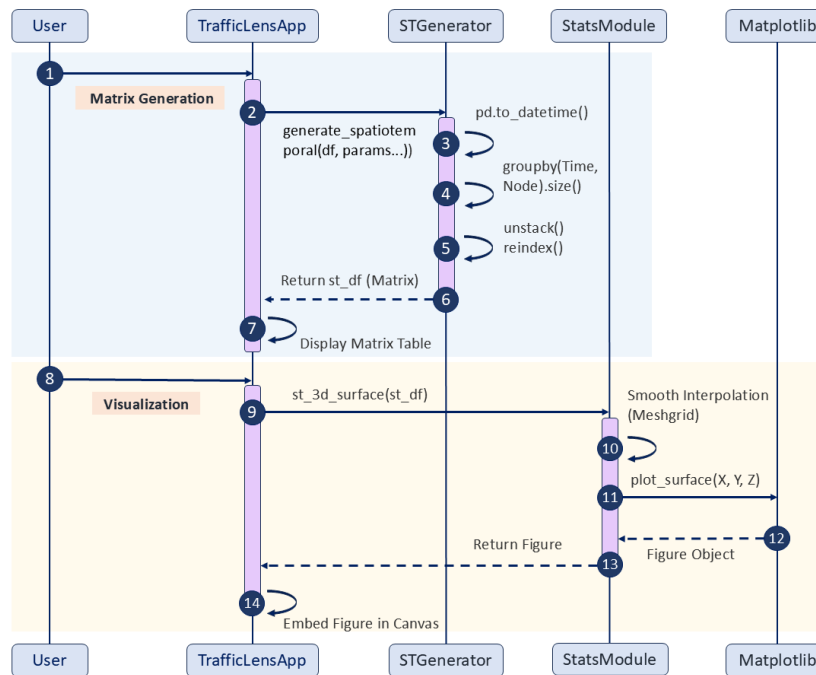 User TrafficLensApp STGenerator StatsModule Matplotlib
1
Matrix Generation
2
generate_spatiotem
poral(df, params...))
pd.to_datetime()
3
groupby(Time,
Node).size()
4
unstack()
reindex()
5
Return st_df (Matrix)
6
7
Display Matrix Table
8
Visualization
9
st_3d_surface(st_df)
Smooth Interpolation
(Meshgrid)
10
plot_surface(X, Y, Z)
11
12
Figure Object
Return Figure
13
14
Embed Figure in Canvas
User TrafficLensApp STGenerator StatsModule Matplotlib